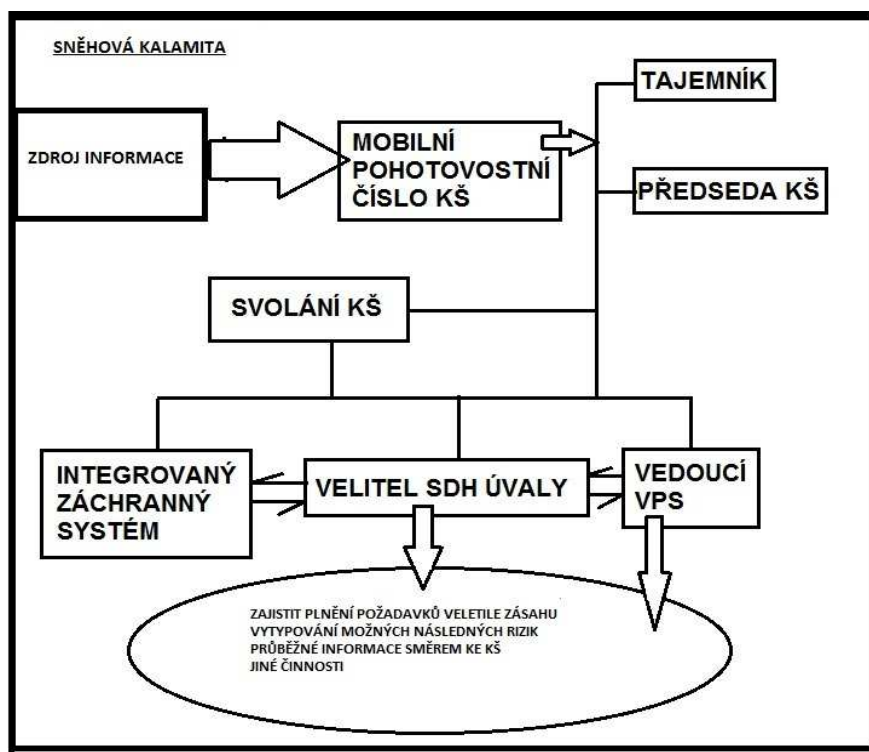 SNĚHOVÁ KALAMITA
TAJEMNÍK
ZDROJ INFORMACE
MOBILNÍ
POHOTOVOSTNÍ
ČÍSLO KŠ
PŘEDSEDA KŠ
SVOLÁNÍ KŠ
INTEGROVANÝ
ZÁCHRANNÝ
SYSTÉM
VELITEL SDH ÚVALY
VEDOUCÍ
VPS
ZAJISTIT PLNĚNÍ POŽADAVKŮ VELETILE ZÁSAHU
VYTYPOVÁNÍ MOŽNÝCH NÁSLEDNÝCH RIZIK
PRŮBĚŽNÉ INFORMACE SMĚREM KE KŠ
JINÉ ČINNOSTI